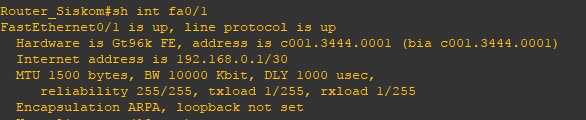 Router_Siskom#sh int fa0/1
FastEthernet0/1 is up, line protocol is up
Hardware is Gt96k FE, address is c001.3444.0001 (bia c001.3444.0001)
Internet address is 192.168.0.1/30
MTU 1500 bytes, BW 10000 Kbit, DLY 1000 usec,
reliability 255/255, txload 1/255, rxload 1/255
Encapsulation ARPA, loopback not set